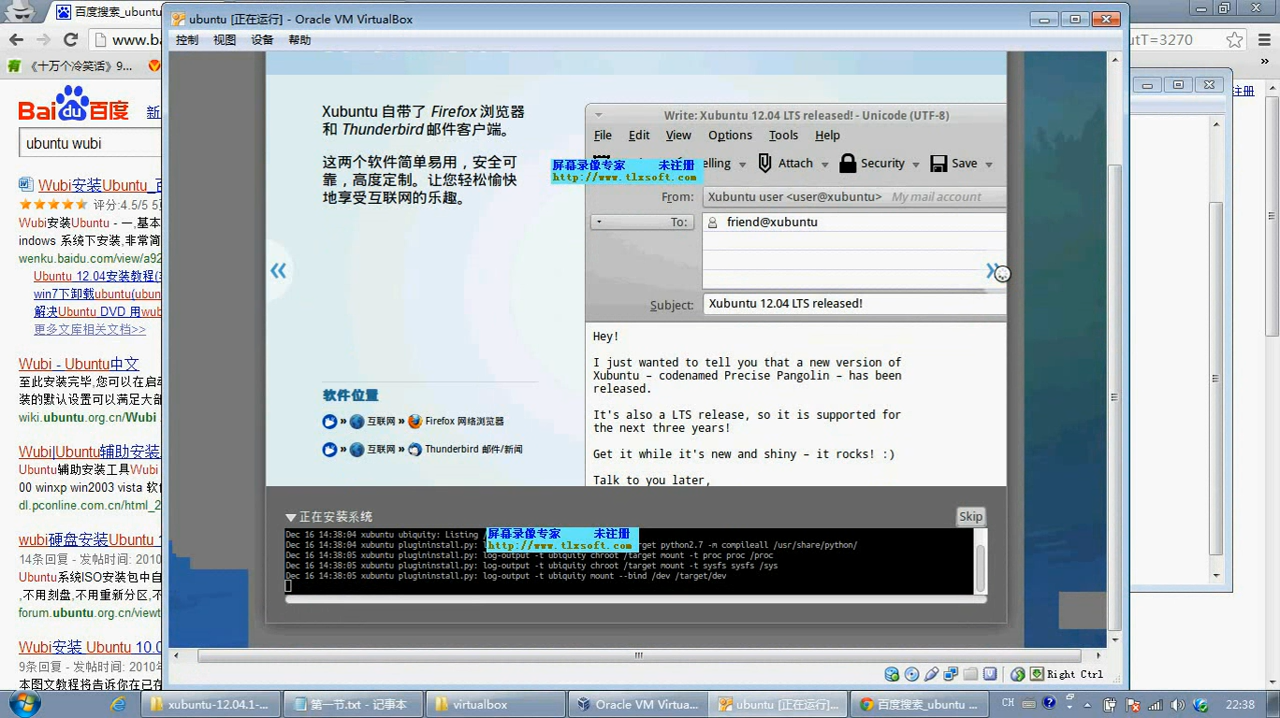 百度搜索_ubuntu
ubuntu [正在运行] - Oracle VM VirtualBox
控制 视图 设备 帮助
www.ba
utT=3270
《十万个冷笑话》9...
Bai du 百度
新
注册
ubuntu wubi
Wubi安装Ubuntu_百
评分:4.5/5 5
Wubi安装Ubuntu - 一,基本
indows 系统下安装,非常简
wenku.baidu.com/view/a92
Ubuntu 12.04安装教程(
win7下卸载ubuntu(ubun
解决Ubuntu DVD 用wub
更多文库相关文档>>
Wubi - Ubuntu中文
至此安装完毕,您可以在启动
装的默认设置可以满足大部
wiki.ubuntu.org.cn/Wubi
Wubi|Ubuntu辅助安装
Ubuntu辅助安装工具Wubi
00 winxp win2003 vista 软
dl.pconline.com.cn/html_2
wubi硬盘安装Ubuntu
Ubuntu系统ISO安装包中自
,不用刻盘,不用重新分区,不
forum.ubuntu.org.cn/viewt
Wubi安装 Ubuntu 10.0
9条回复 - 发帖时间: 2010年
本图文教程将告诉你在已在
Xubuntu 自带了 Firefox 浏览器
和 Thunderbird 邮件客户端。
这两个软件简单易用，安全可
靠，高度定制。让您轻松愉快
地享受互联网的乐趣。
软件位置
» 互联网 » Firefox 网络浏览器
» 互联网 » Thunderbird 邮件/新闻
Write: Xubuntu 12.04 LTS released! - Unicode (UTF-8)
File Edit View Options Tools Help
屏幕录像专家 未注册
http://www.tlxsoft.com
elling Attach Security Save
From: Xubuntu user <user@xubuntu> My mail account
To: friend@xubuntu
Subject: Xubuntu 12.04 LTS released!
Hey!
I just wanted to tell you that a new version of
Xubuntu – codenamed Precise Pangolin – has been
released.
It's also a LTS release, so it is supported for
the next three years!
Get it while it's new and shiny – it rocks! :)
Talk to you later,
正在安装系统
Skip
屏幕录像专家 未注册
http://www.tlxsoft.com
Dec 16 14:38:04 xubuntu ubiquity: Listing /
Dec 16 14:38:04 xubuntu plugininstall.py: l rget python2.7 -m compileall /usr/share/python/
Dec 16 14:38:05 xubuntu plugininstall.py: log-output -t ubiquity chroot /target mount -t proc proc /proc
Dec 16 14:38:05 xubuntu plugininstall.py: log-output -t ubiquity chroot /target mount -t sysfs sysfs /sys
Dec 16 14:38:05 xubuntu plugininstall.py: log-output -t ubiquity mount --bind /dev /target/dev
Right Ctrl
xubuntu-12.04.1-... 第一节.txt - 记事本 virtualbox Oracle VM Virtua... ubuntu [正在运行]... 百度搜索_ubuntu ... CH 22:38